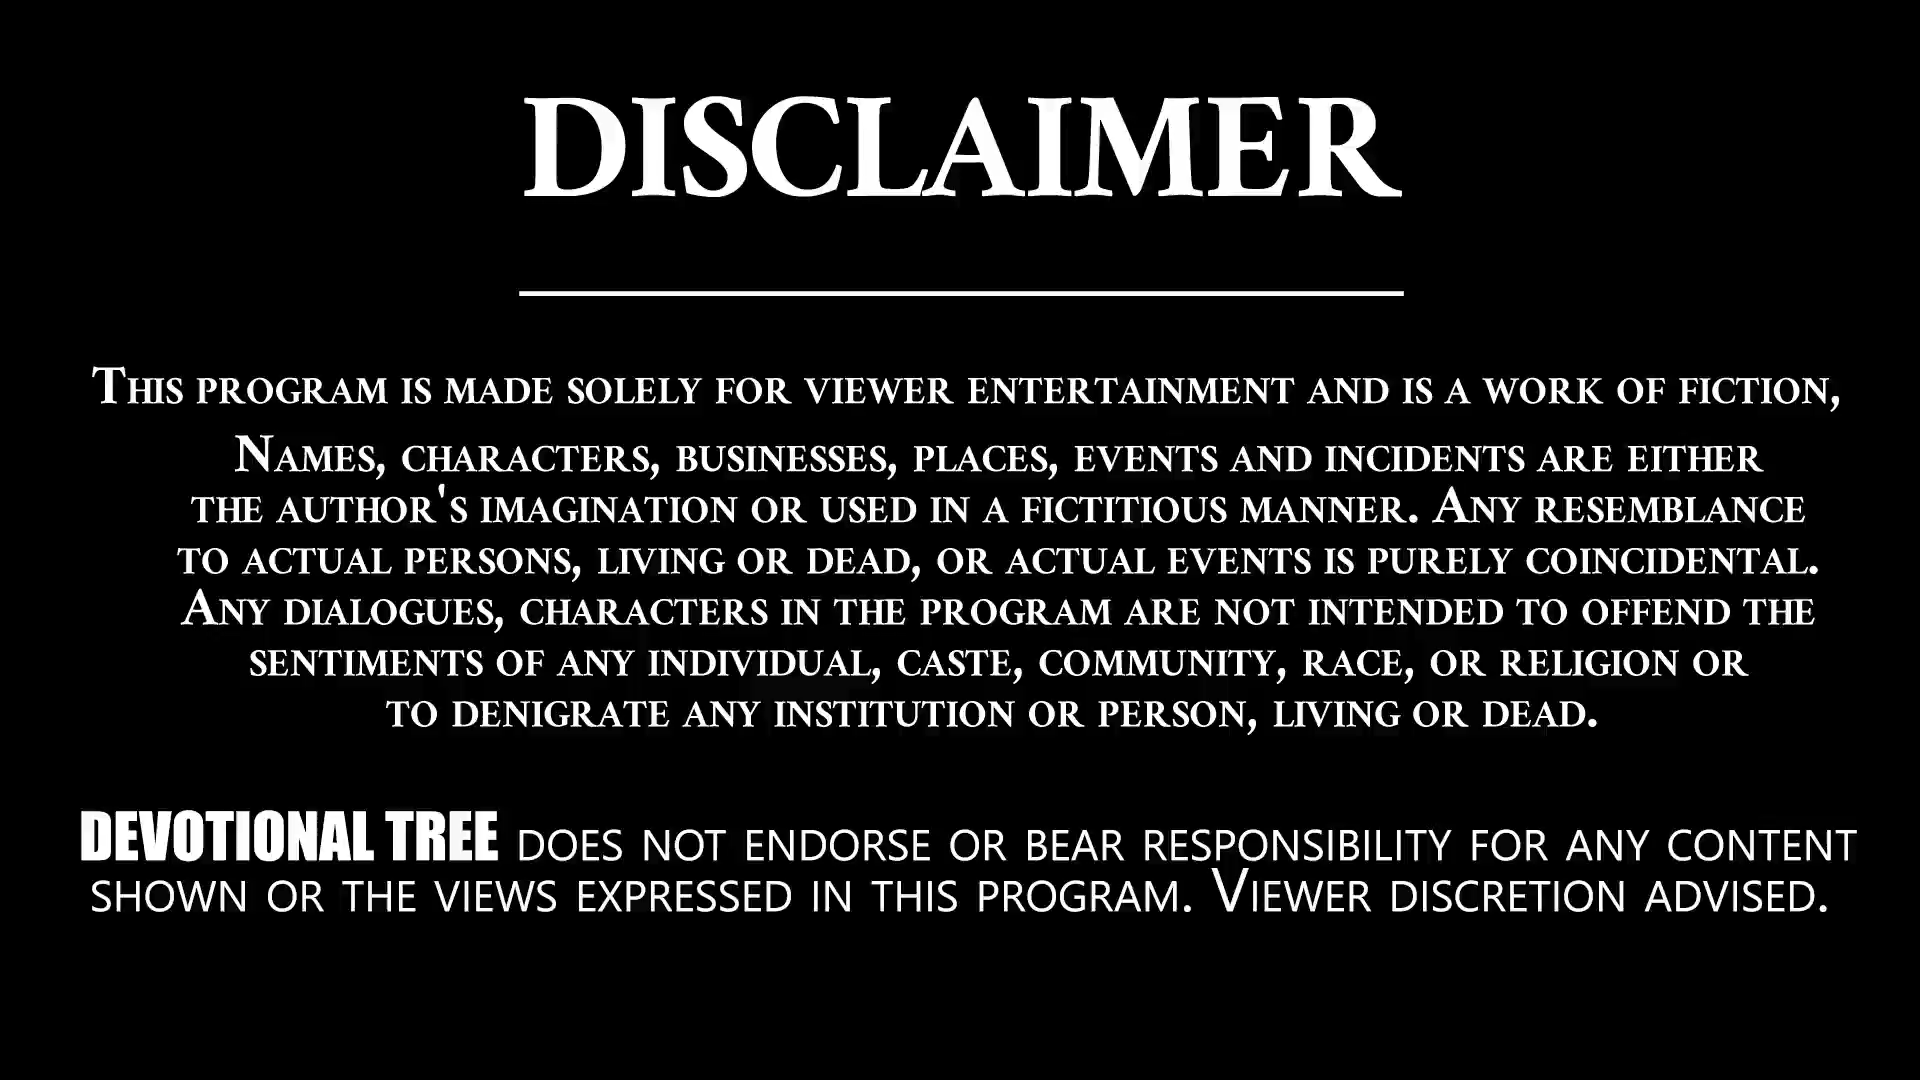 DISCLAIMER
This program is made solely for viewer entertainment and is a work of fiction,
Names, characters, businesses, places, events and incidents are either
the author's imagination or used in a fictitious manner. Any resemblance
to actual persons, living or dead, or actual events is purely coincidental.
Any dialogues, characters in the program are not intended to offend the
sentiments of any individual, caste, community, race, or religion or
to denigrate any institution or person, living or dead.
DEVOTIONAL TREE does not endorse or bear responsibility for any content
shown or the views expressed in this program. Viewer discretion advised.